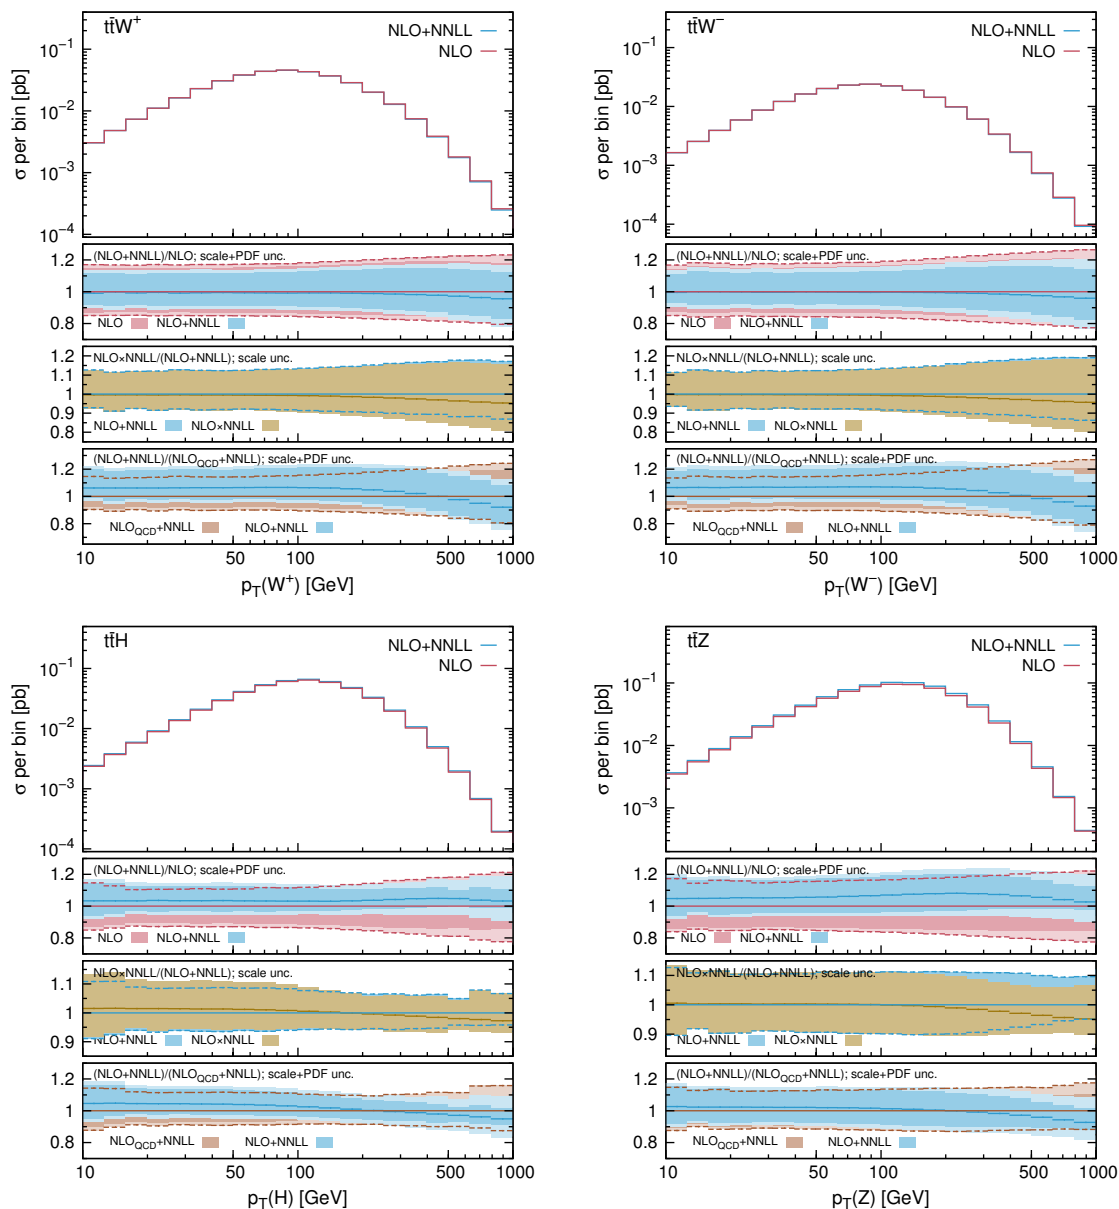 tt̄W⁺
NLO+NNLL
NLO
σ per bin [pb]
10⁻¹
10⁻²
10⁻³
10⁻⁴
(NLO+NNLL)/NLO; scale+PDF unc.
1.2
1
0.8
NLO NLO+NNLL
NLO×NNLL/(NLO+NNLL); scale unc.
1.2
1.1
1
0.9
0.8
NLO+NNLL NLO×NNLL
(NLO+NNLL)/(NLO_QCD+NNLL); scale+PDF unc.
1.2
1
0.8
NLO_QCD+NNLL NLO+NNLL
10 50 100 500 1000
p_T(W⁺) [GeV]
tt̄W⁻
NLO+NNLL
NLO
σ per bin [pb]
10⁻¹
10⁻²
10⁻³
10⁻⁴
(NLO+NNLL)/NLO; scale+PDF unc.
1.2
1
0.8
NLO NLO+NNLL
NLO×NNLL/(NLO+NNLL); scale unc.
1.2
1.1
1
0.9
0.8
NLO+NNLL NLO×NNLL
(NLO+NNLL)/(NLO_QCD+NNLL); scale+PDF unc.
1.2
1
0.8
NLO_QCD+NNLL NLO+NNLL
10 50 100 500 1000
p_T(W⁻) [GeV]
tt̄H
NLO+NNLL
NLO
σ per bin [pb]
10⁻¹
10⁻²
10⁻³
10⁻⁴
(NLO+NNLL)/NLO; scale+PDF unc.
1.2
1
0.8
NLO NLO+NNLL
NLO×NNLL/(NLO+NNLL); scale unc.
1.1
1
0.9
NLO+NNLL NLO×NNLL
(NLO+NNLL)/(NLO_QCD+NNLL); scale+PDF unc.
1.2
1
0.8
NLO_QCD+NNLL NLO+NNLL
10 50 100 500 1000
p_T(H) [GeV]
tt̄Z
NLO+NNLL
NLO
σ per bin [pb]
10⁻¹
10⁻²
10⁻³
(NLO+NNLL)/NLO; scale+PDF unc.
1.2
1
0.8
NLO NLO+NNLL
NLO×NNLL/(NLO+NNLL); scale unc.
1.1
1
0.9
NLO+NNLL NLO×NNLL
(NLO+NNLL)/(NLO_QCD+NNLL); scale+PDF unc.
1.2
1
0.8
NLO_QCD+NNLL NLO+NNLL
10 50 100 500 1000
p_T(Z) [GeV]